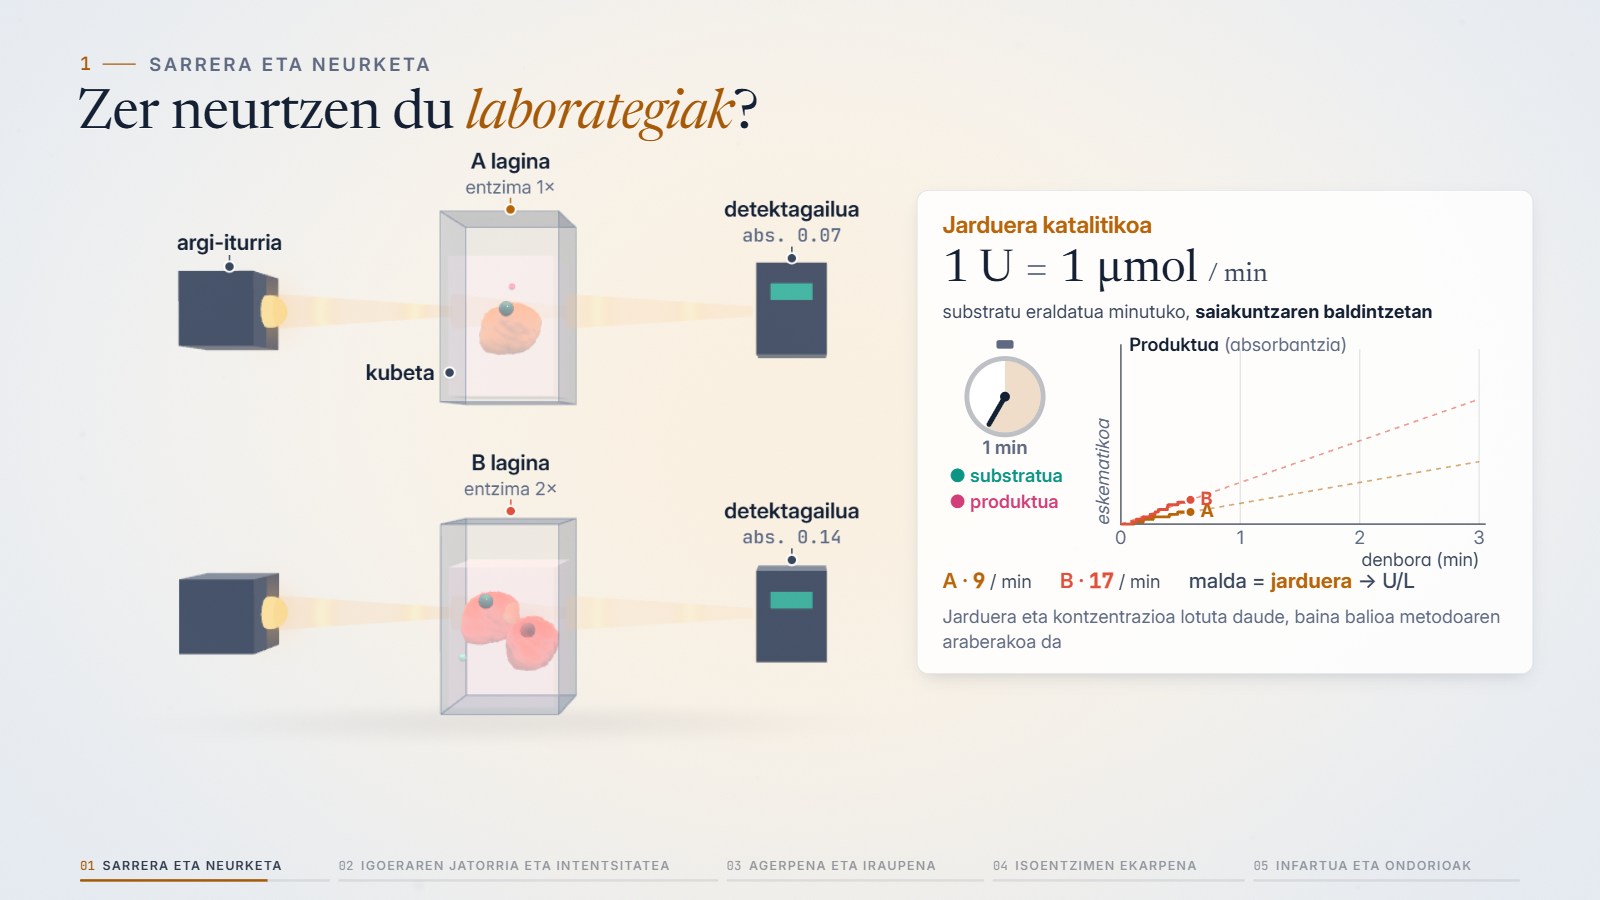 1 — SARRERA ETA NEURKETA
Zer neurtzen du laborategiak?
A lagina
entzima 1×
argi-iturria
detektagailua
abs. 0.07
kubeta
B lagina
entzima 2×
detektagailua
abs. 0.14
Jarduera katalitikoa
1 U = 1 μmol / min
substratu eraldatua minutuko, saiakuntzaren baldintzetan
1 min
substratua
produktua
Produktua (absorbantzia)
eskematikoa
B
A
0 1 2 3
denbora (min)
A · 9 / min B · 17 / min malda = jarduera → U/L
Jarduera eta kontzentrazioa lotuta daude, baina balioa metodoaren
araberakoa da
01 SARRERA ETA NEURKETA 02 IGOERAREN JATORRIA ETA INTENTSITATEA 03 AGERPENA ETA IRAUPENA 04 ISOENTZIMEN EKARPENA 05 INFARTUA ETA ONDORIOAK